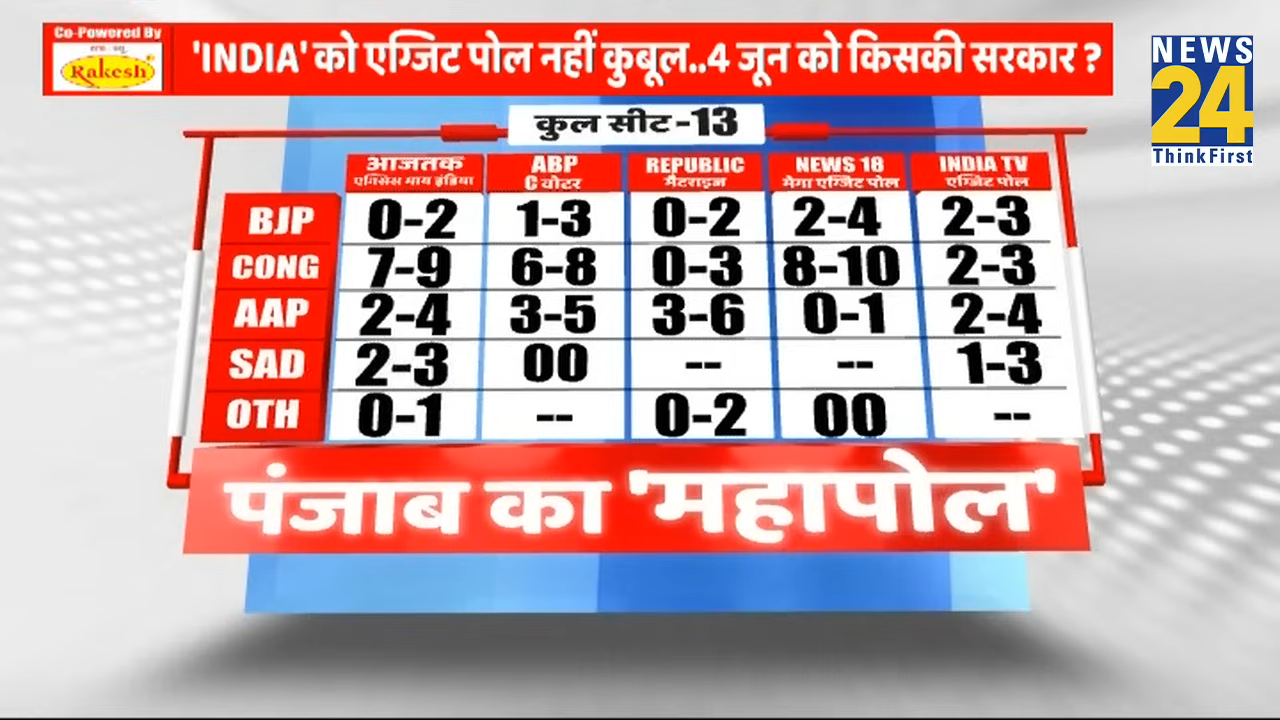 Co-Powered By
Rakesh
'INDIA' को एग्जिट पोल नहीं कुबूल..4 जून को किसकी सरकार ?
NEWS
24
ThinkFirst
कुल सीट-13
आजतक ABP REPUBLIC NEWS 18 INDIA TV
एक्सिस माय इंडिया C वोटर मैटराइज मेगा एग्जिट पोल एग्जिट पोल
BJP 0-2 1-3 0-2 2-4 2-3
CONG 7-9 6-8 0-3 8-10 2-3
AAP 2-4 3-5 3-6 0-1 2-4
SAD 2-3 00 -- -- 1-3
OTH 0-1 -- 0-2 00 --
पंजाब का 'महापोल'